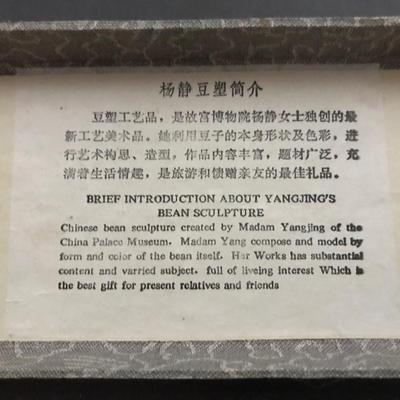 杨静豆塑简介
豆塑工艺品，是故宫博物院杨静女士独创的最
新工艺美术品。她利用豆子的本身形状及色彩，进
行艺术构思、造型，作品内容丰富，题材广泛，充
满着生活情趣，是旅游和馈赠亲友的最佳礼品。
BRIEF INTRODUCTION ABOUT YANGJING'S
BEAN SCULPTURE
Chinese bean sculpture created by Madam Yangjing of the
China Palace Museum. Madam Yang compose and model by
form and color of the bean itself. Her Works has substantial
content and varried subject. full of liveing interest Which is
the best gift for present relatives and friends